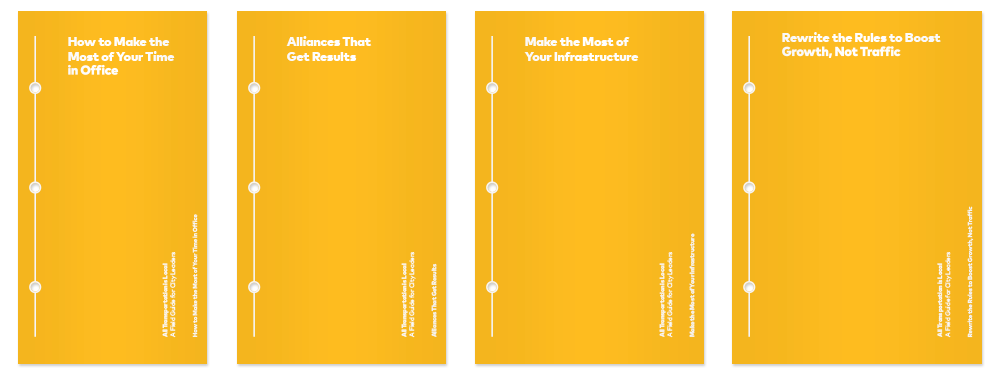 How to Make the
Most of Your Time
in Office
All Transportation is Local
A Field Guide for City Leaders
How to Make the Most of Your Time in Office
Alliances That
Get Results
All Transportation is Local
A Field Guide for City Leaders
Alliances That Get Results
Make the Most of
Your Infrastructure
All Transportation is Local
A Field Guide for City Leaders
Make the Most of Your Infrastructure
Rewrite the Rules to Boost
Growth, Not Traffic
All Transportation is Local
A Field Guide for City Leaders
Rewrite the Rules to Boost Growth, Not Traffic